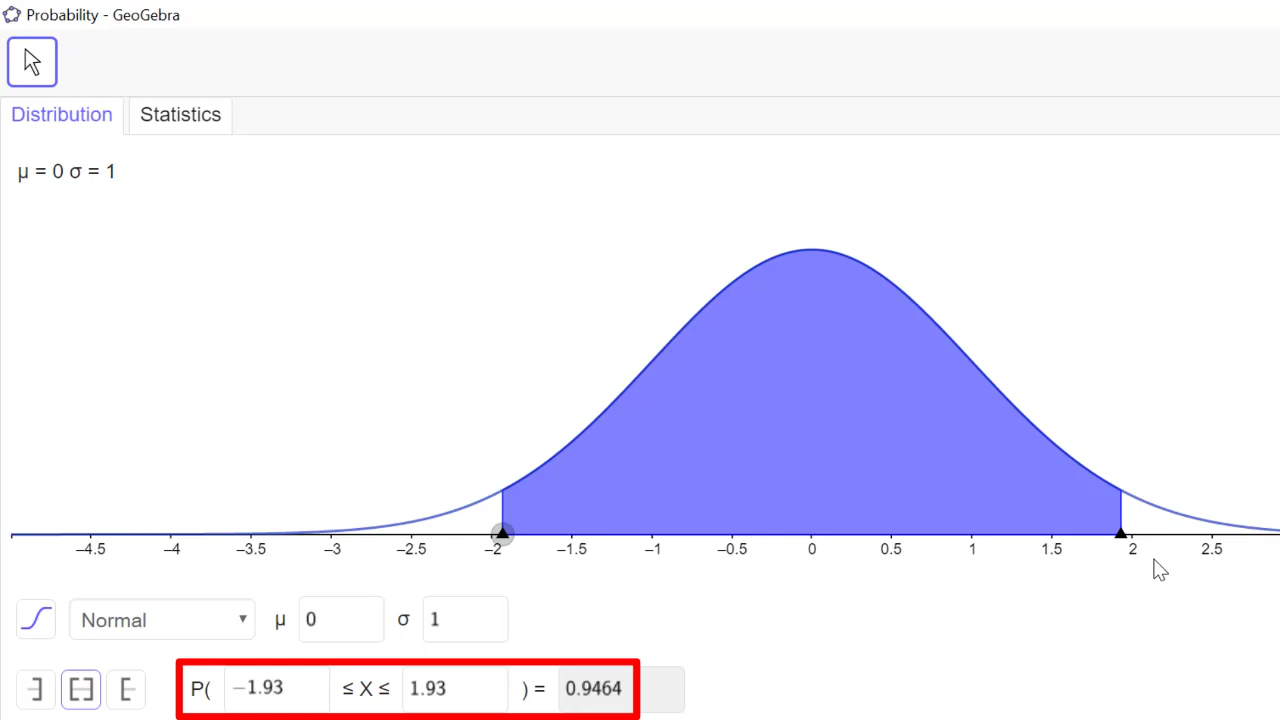 Probability - GeoGebra
Distribution Statistics
μ = 0 σ = 1
–4.5 –4 –3.5 –3 –2.5 –2 –1.5 –1 –0.5 0 0.5 1 1.5 2 2.5
Normal μ 0 σ 1
P( −1.93 ≤ X ≤ 1.93 ) = 0.9464